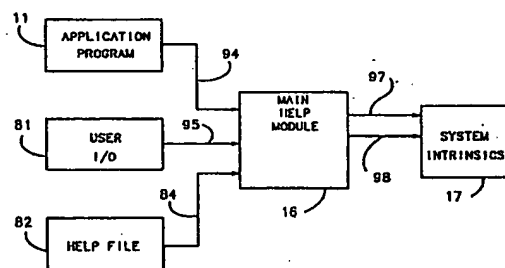 11
APPLICATION
PROGRAM
94
81
USER
I/O
95
MAIN
HELP
MODULE
97
SYSTEM
INTRINSICS
98
84
16
17
82
HELP FILE